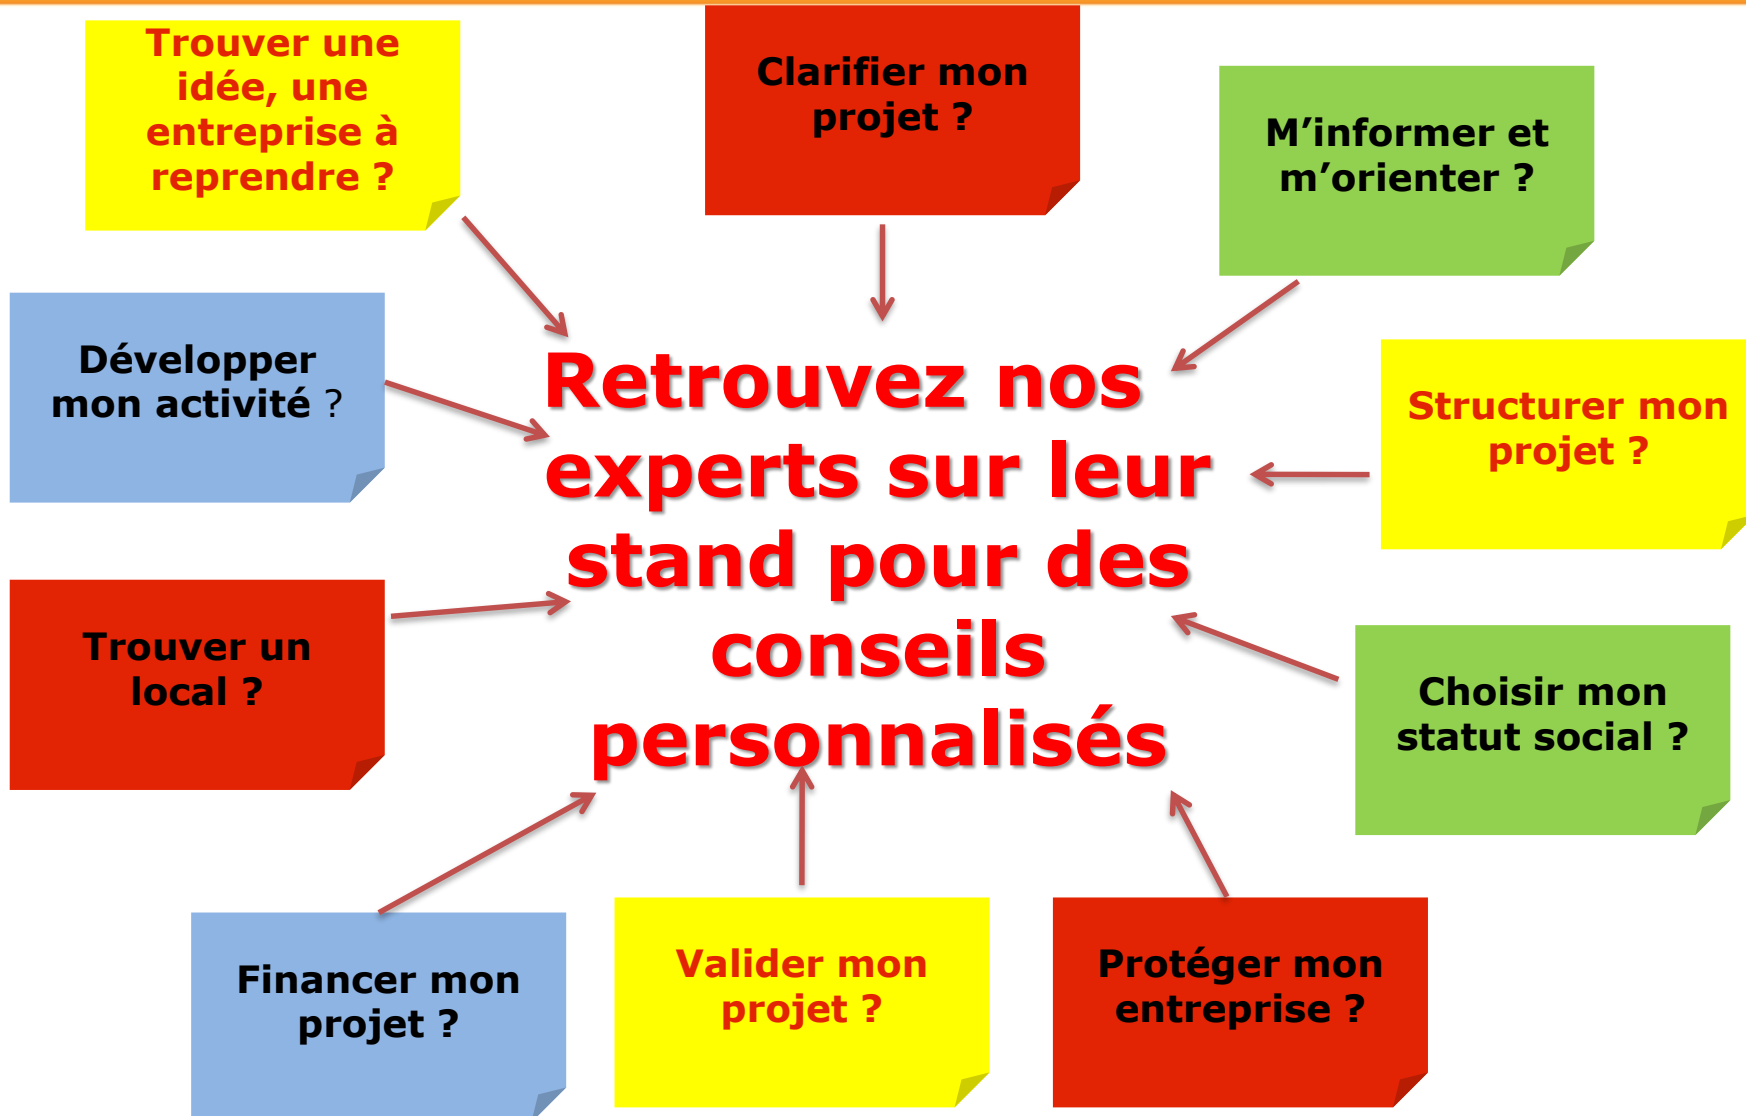 Trouver une
idée, une
entreprise à
reprendre ?
Clarifier mon
projet ?
M’informer et
m’orienter ?
Développer
mon activité ?
Retrouvez nos
experts sur leur
stand pour des
conseils
personnalisés
Structurer mon
projet ?
Trouver un
local ?
Choisir mon
statut social ?
Financer mon
projet ?
Valider mon
projet ?
Protéger mon
entreprise ?